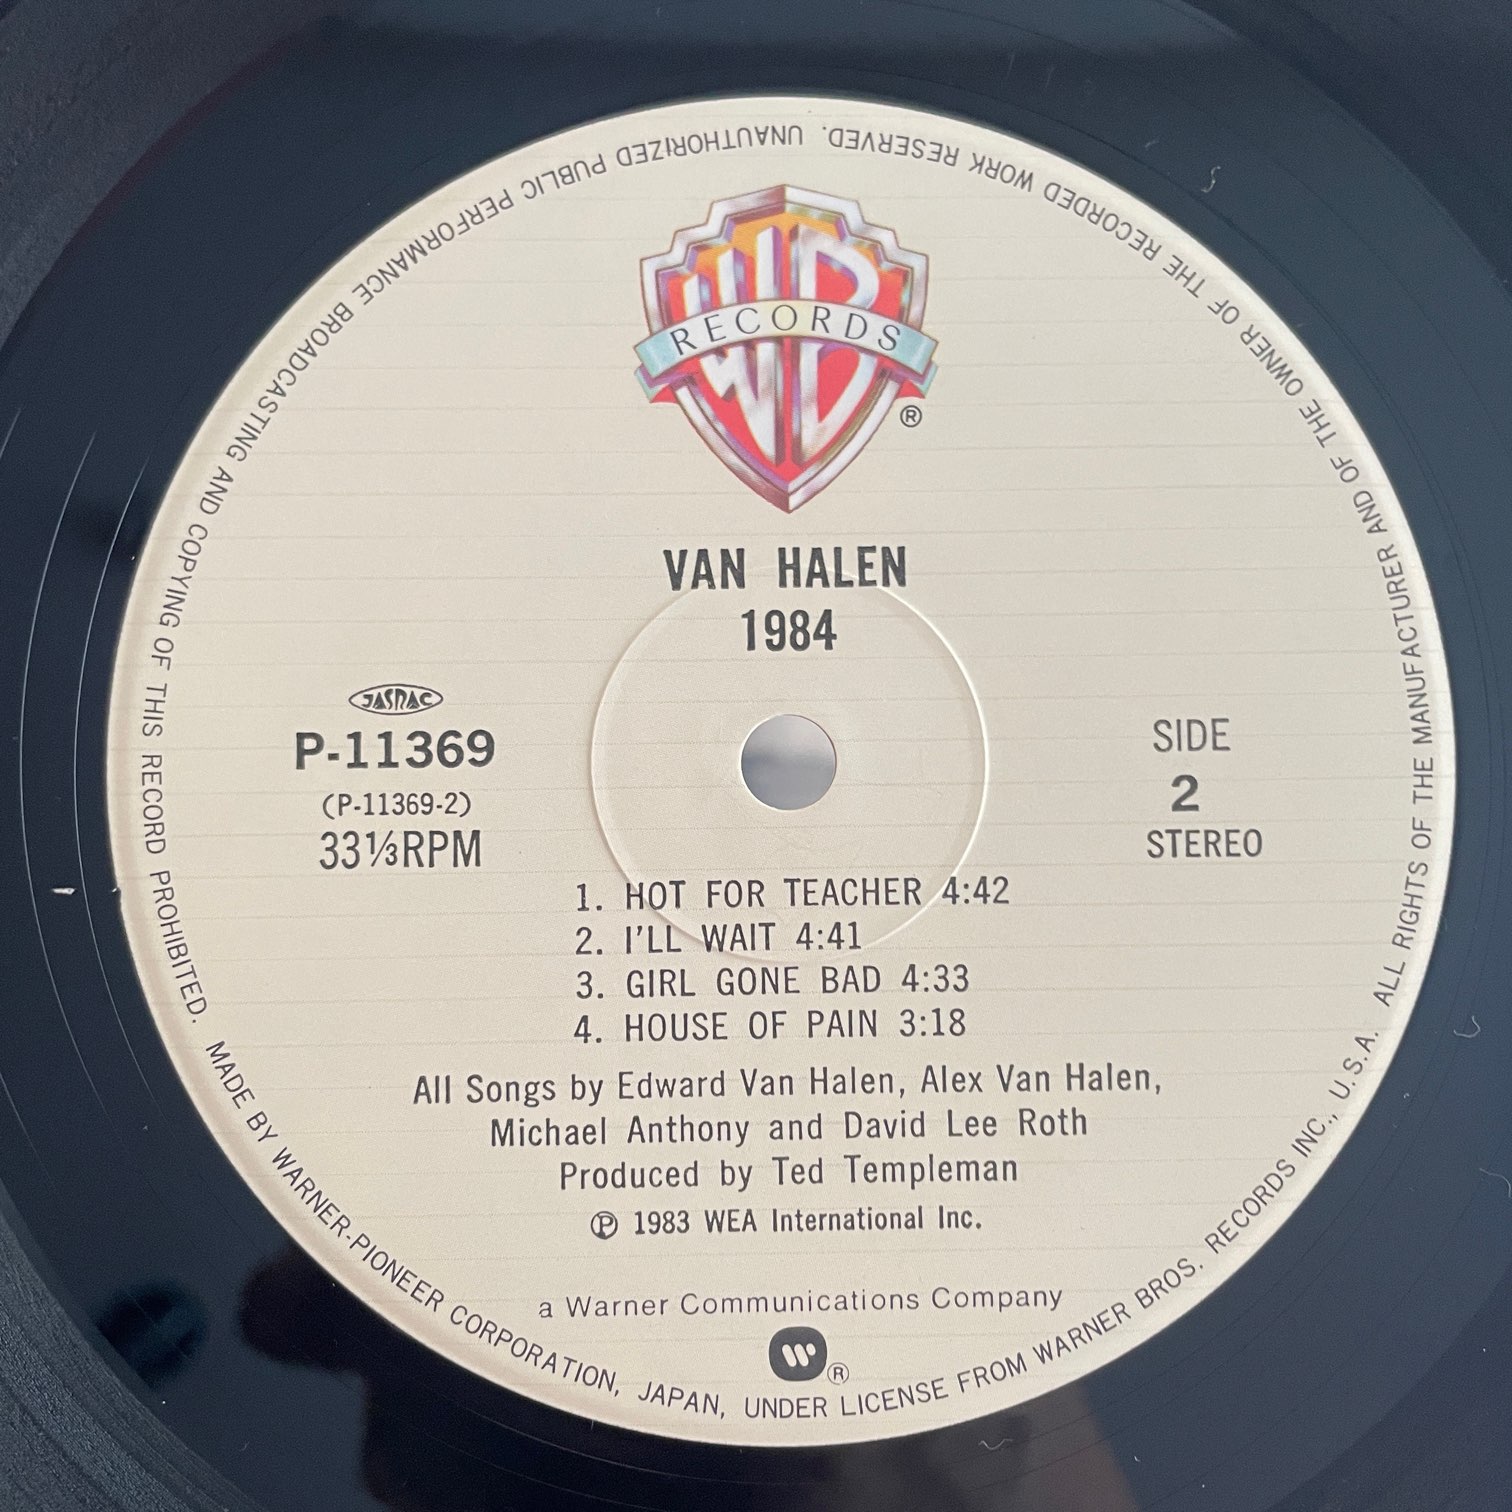 WB
RECORDS
®
VAN HALEN
1984
JASRAC
P-11369
(P-11369-2)
33⅓RPM
SIDE
2
STEREO
1. HOT FOR TEACHER 4:42
2. I'LL WAIT 4:41
3. GIRL GONE BAD 4:33
4. HOUSE OF PAIN 3:18
All Songs by Edward Van Halen, Alex Van Halen,
Michael Anthony and David Lee Roth
Produced by Ted Templeman
℗ 1983 WEA International Inc.
a Warner Communications Company
W®
MADE BY WARNER-PIONEER CORPORATION, JAPAN, UNDER LICENSE FROM WARNER BROS. RECORDS INC., U.S.A. ALL RIGHTS OF THE MANUFACTURER AND OF THE OWNER OF THE RECORDED WORK RESERVED. UNAUTHORIZED PUBLIC PERFORMANCE BROADCASTING AND COPYING OF THIS RECORD PROHIBITED.